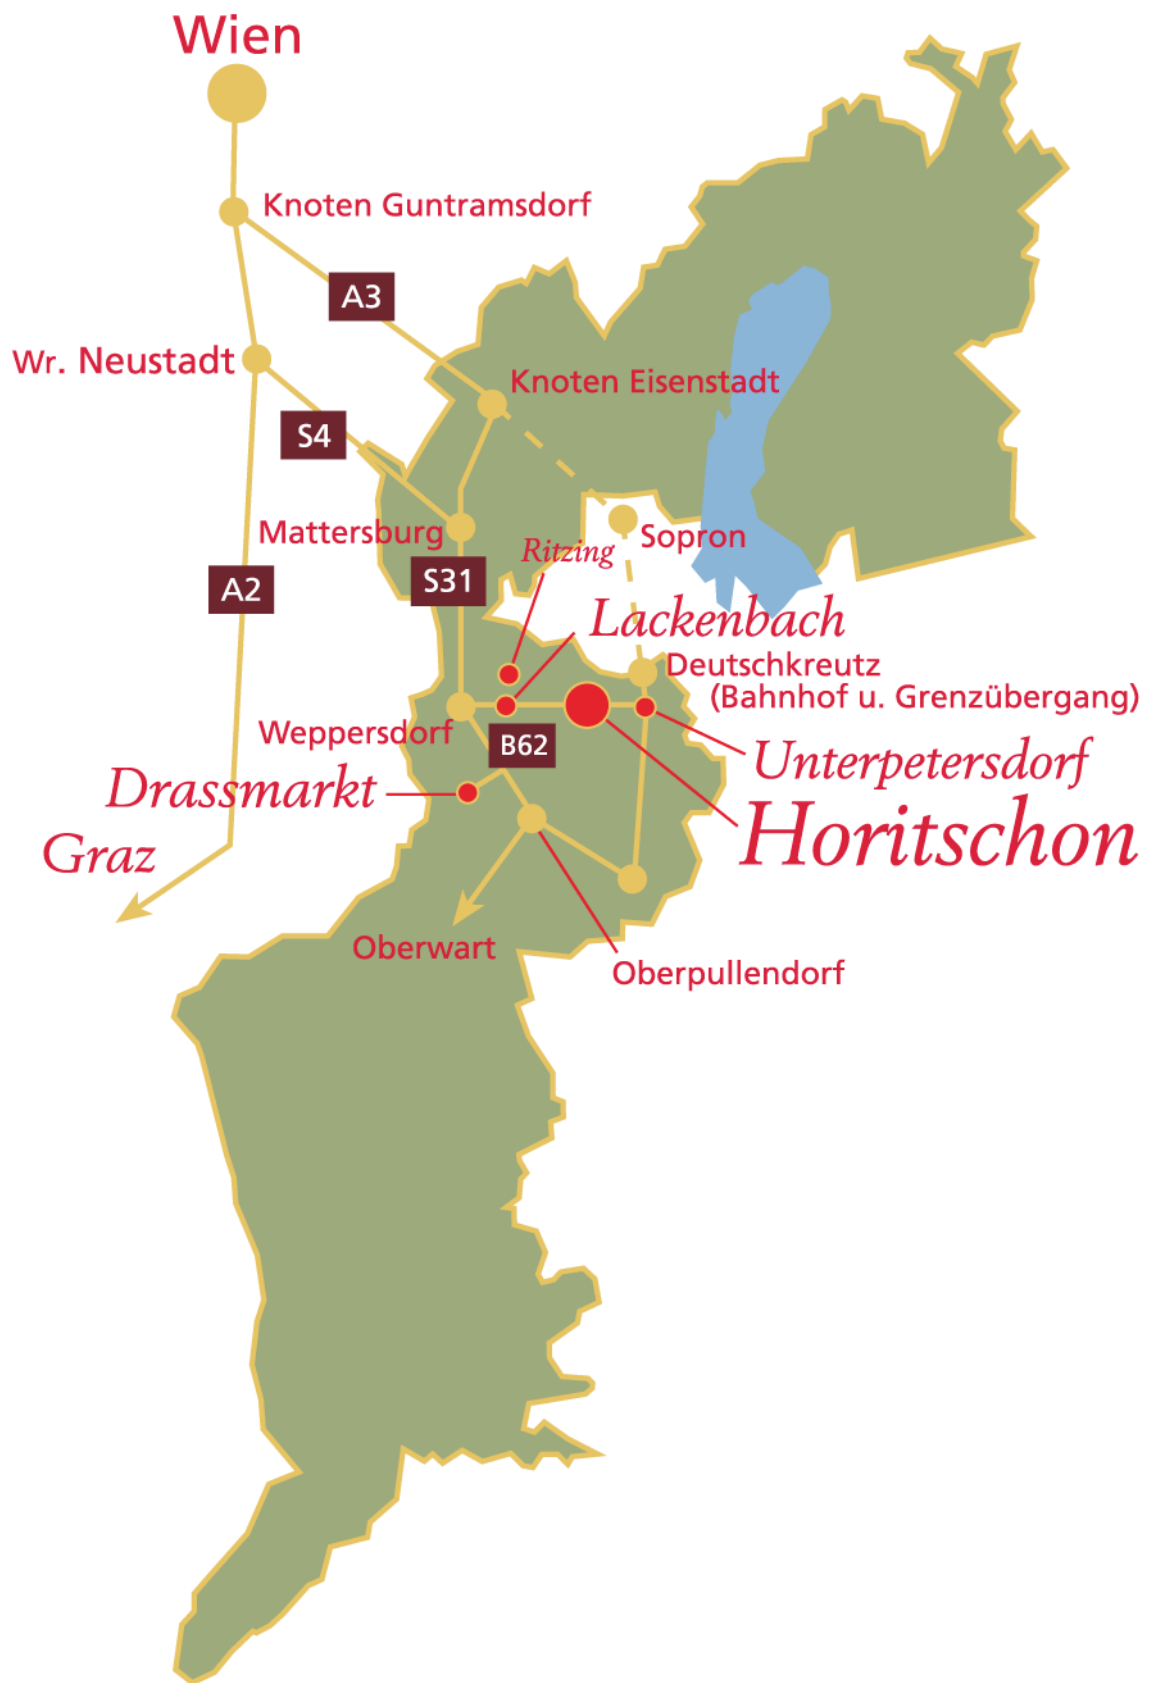 Wien
Knoten Guntramsdorf
A3
Wr. Neustadt
Knoten Eisenstadt
S4
Mattersburg
Sopron
Ritzing
S31
A2
Lackenbach
Deutschkreutz
(Bahnhof u. Grenzübergang)
Weppersdorf
B62
Unterpetersdorf
Drassmarkt
Horitschon
Graz
Oberwart
Oberpullendorf